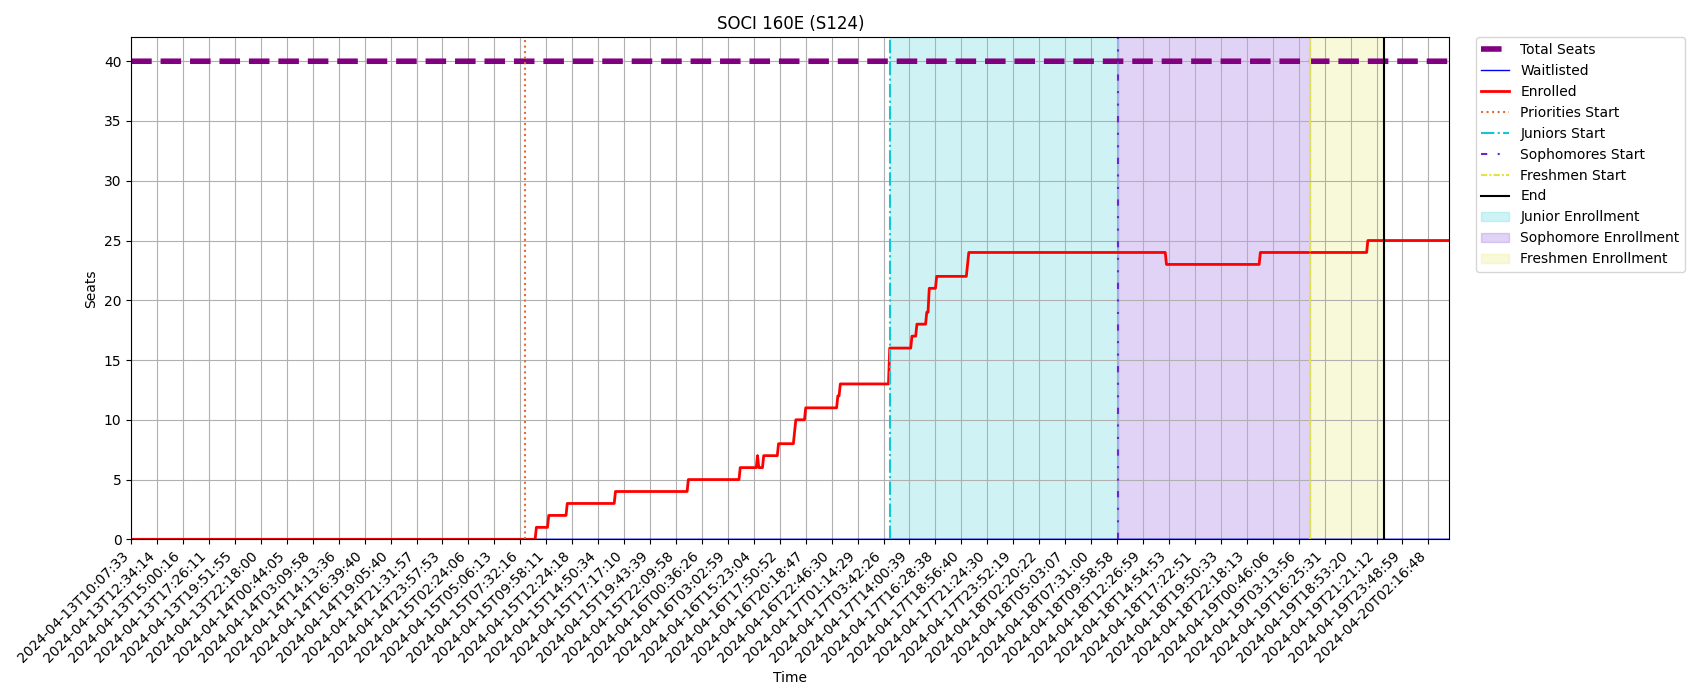 SOCI 160E (S124)
Total Seats
Waitlisted
Enrolled
Priorities Start
Juniors Start
Sophomores Start
Freshmen Start
End
Junior Enrollment
Sophomore Enrollment
Freshmen Enrollment
Seats
40
35
30
25
20
15
10
5
0
2024-04-13T10:07:33
2024-04-13T12:34:14
2024-04-13T15:00:16
2024-04-13T17:26:11
2024-04-13T19:51:55
2024-04-13T22:18:00
2024-04-14T00:44:05
2024-04-14T03:09:58
2024-04-14T14:13:36
2024-04-14T16:39:40
2024-04-14T19:05:40
2024-04-14T21:31:57
2024-04-14T23:57:53
2024-04-15T02:24:06
2024-04-15T05:06:13
2024-04-15T07:32:16
2024-04-15T09:58:11
2024-04-15T12:24:18
2024-04-15T14:50:34
2024-04-15T17:17:10
2024-04-15T19:43:39
2024-04-15T22:09:58
2024-04-16T00:36:26
2024-04-16T03:02:59
2024-04-16T15:23:04
2024-04-16T17:50:52
2024-04-16T20:18:47
2024-04-16T22:46:30
2024-04-17T01:14:29
2024-04-17T03:42:26
2024-04-17T14:00:39
2024-04-17T16:28:38
2024-04-17T18:56:40
2024-04-17T21:24:30
2024-04-17T23:52:19
2024-04-18T02:20:22
2024-04-18T05:03:07
2024-04-18T07:31:00
2024-04-18T09:58:58
2024-04-18T12:26:59
2024-04-18T14:54:53
2024-04-18T17:22:51
2024-04-18T19:50:33
2024-04-18T22:18:13
2024-04-19T00:46:06
2024-04-19T03:13:56
2024-04-19T16:25:31
2024-04-19T18:53:20
2024-04-19T21:21:12
2024-04-19T23:48:59
2024-04-20T02:16:48
Time